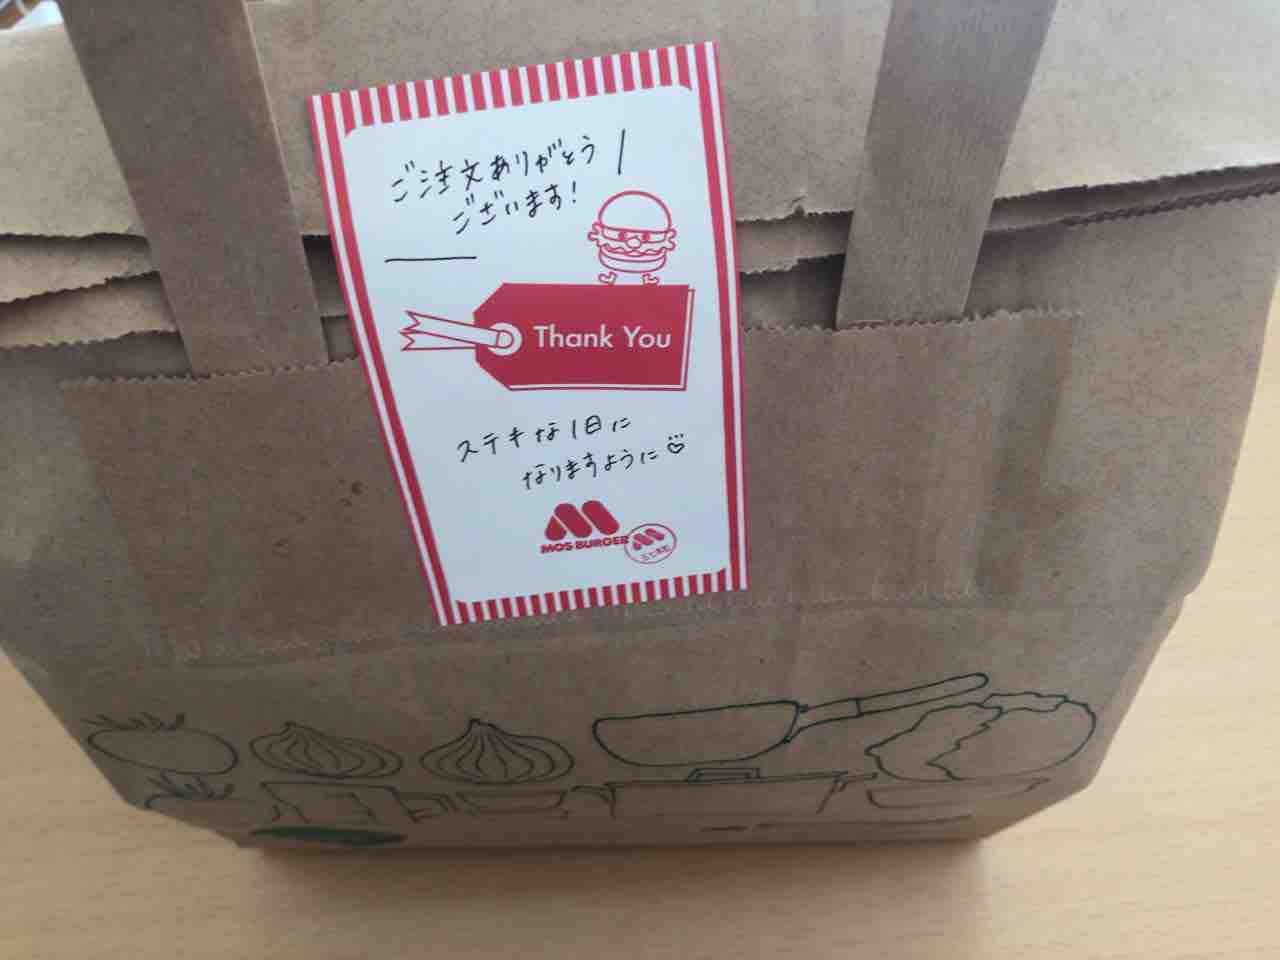 ご注文ありがとう
ございます!
Thank You
ステキな1日に
なりますように
MOS BURGER